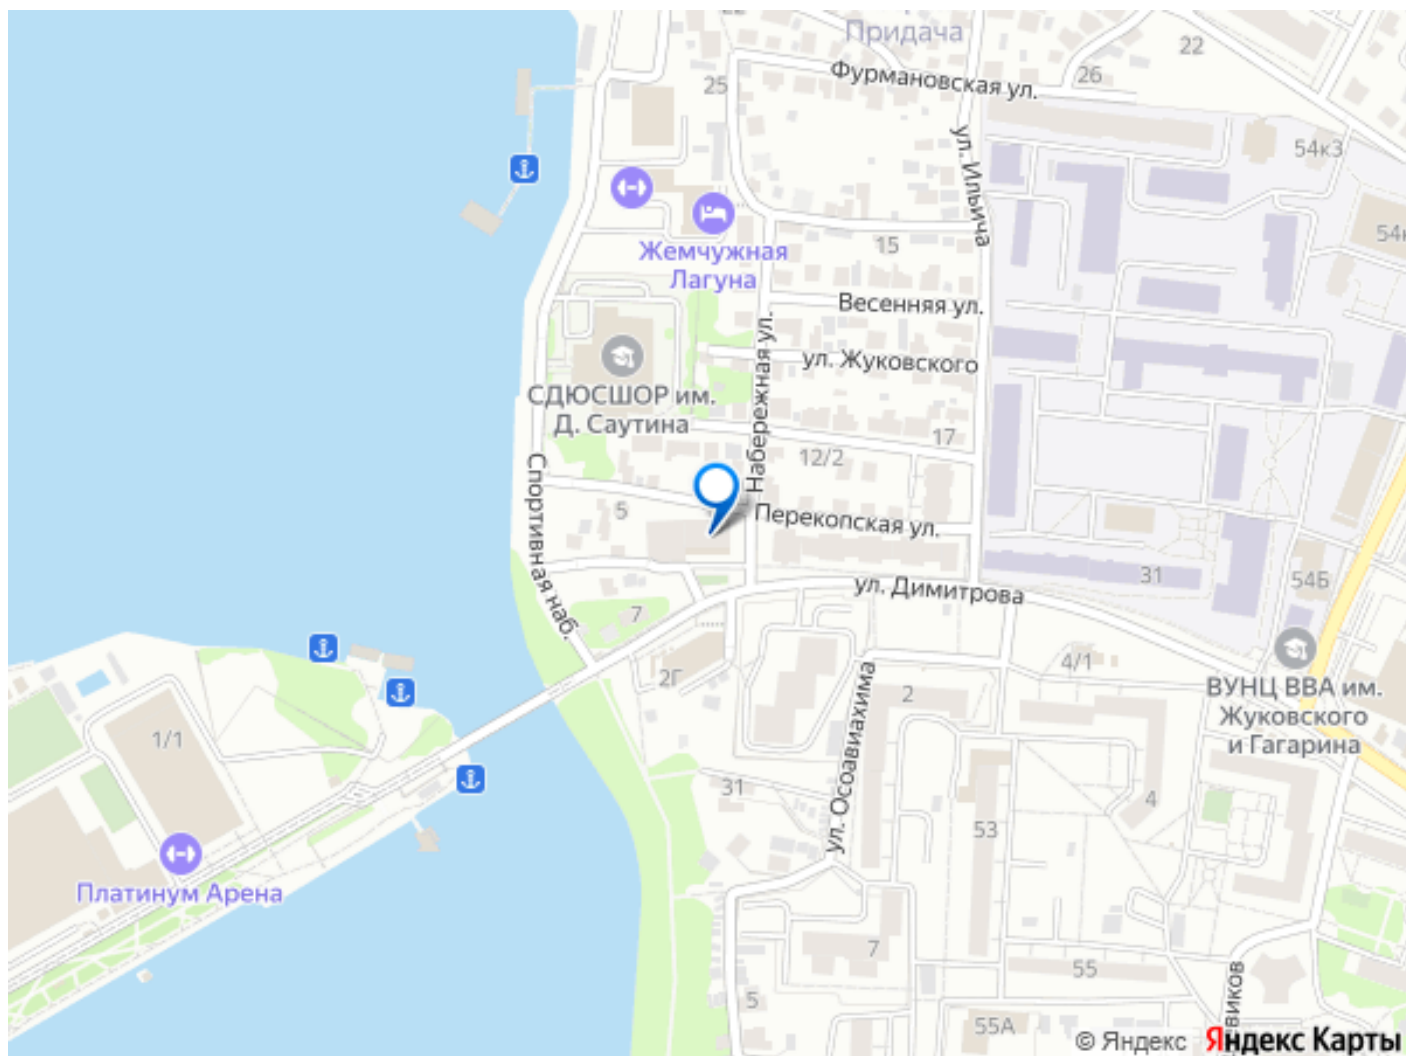 Придача
22
Фурмановская ул.
26
25
ул. Ильича
54к3
Жемчужная
Лагуна
15
Весенняя ул.
Набережная ул.
ул. Жуковского
СДЮСШОР им.
Д. Саутина
17
12/2
Спортивная наб.
5
Перекопская ул.
31
54Б
ул. Димитрова
7
2Г
4/1
ул. Осоавиахима
2
ВУНЦ ВВА им.
Жуковского
и Гагарина
1/1
31
4
53
Платинум Арена
7
55
5
55А
© Яндекс
Яндекс Карты